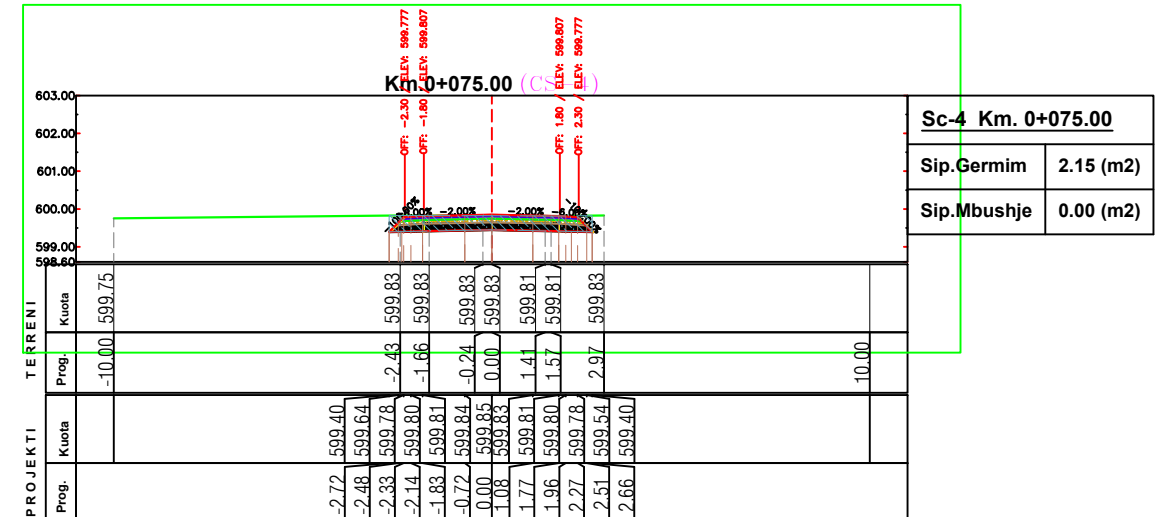 OFF: -2.30 / ELEV: 599.777
OFF: -1.80 / ELEV: 599.807
OFF: 1.80 / ELEV: 599.807
OFF: 2.30 / ELEV: 599.777
Km.0+075.00 (CS-4)
603.00
602.00
601.00
600.00
599.00
598.60
-2.00% -2.00%
Sc-4 Km. 0+075.00
Sip.Germim 2.15 (m2)
Sip.Mbushje 0.00 (m2)
TERRENI
Kuota 599.75 599.83 599.83 599.83 599.83 599.81 599.81 599.83
Prog. -10.00 -2.43 -1.66 -0.24 0.00 1.41 1.57 2.97 10.00
PROJEKTI
Kuota 599.40 599.64 599.78 599.80 599.81 599.84 599.85 599.83 599.81 599.80 599.78 599.54 599.40
Prog. -2.72 -2.48 -2.33 -2.14 -1.83 -0.72 0.00 1.08 1.77 1.96 2.27 2.51 2.66